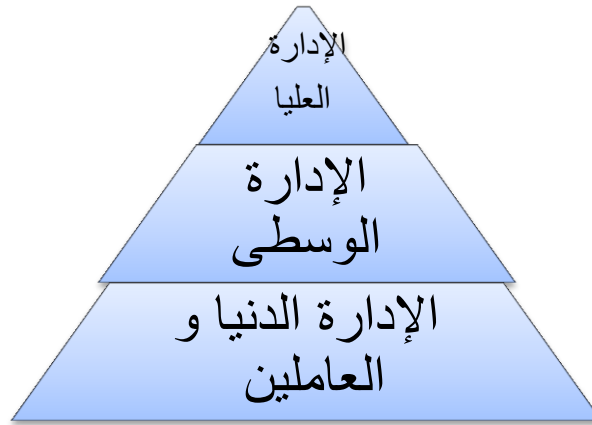 الإدارة
العليا
الإدارة
الوسطى
الإدارة الدنيا و
العاملين